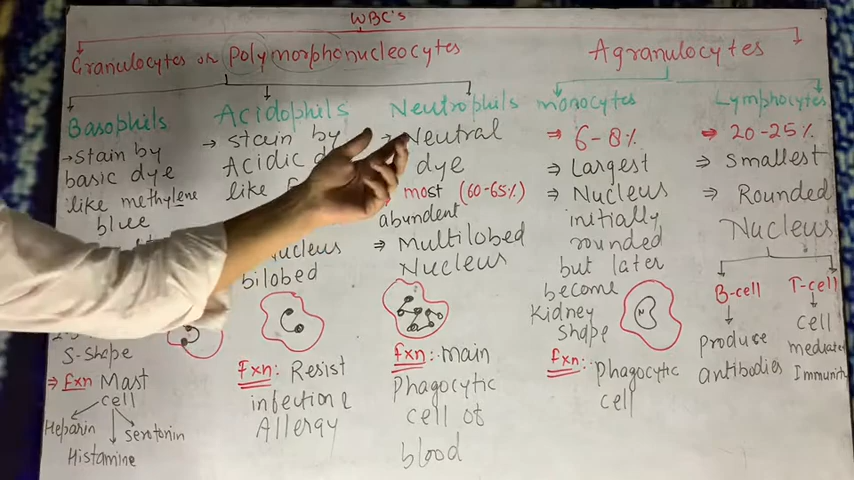 WBC's
Granulocytes or Polymorphonucleocytes
Agranulocytes
Basophils
→ stain by
basic dye
like methylene
blue
S-Shape
⇒ fxn Mast
cell
Heparin
Histamine
Serotonin
Acidophils
→ stain by
Acidic
like
Nucleus
bilobed
fxn: Resist
infection &
Allergy
Neutrophils
→ Neutral
dye
most (60-65%)
abundent
⇒ Multilobed
Nucleus
fxn: main
Phagocytic
cell of
blood
monocytes
⇒ 6-8%
⇒ Largest
⇒ Nucleus
initially
rounded
but later
become
Kidney
shape
N
fxn: Phagocytic
cell
Lymphocytes
⇒ 20-25%
⇒ Smallest
⇒ Rounded
Nucleus
B-cell
produce
antibodies
T-cell
cell
mediated
Immunity